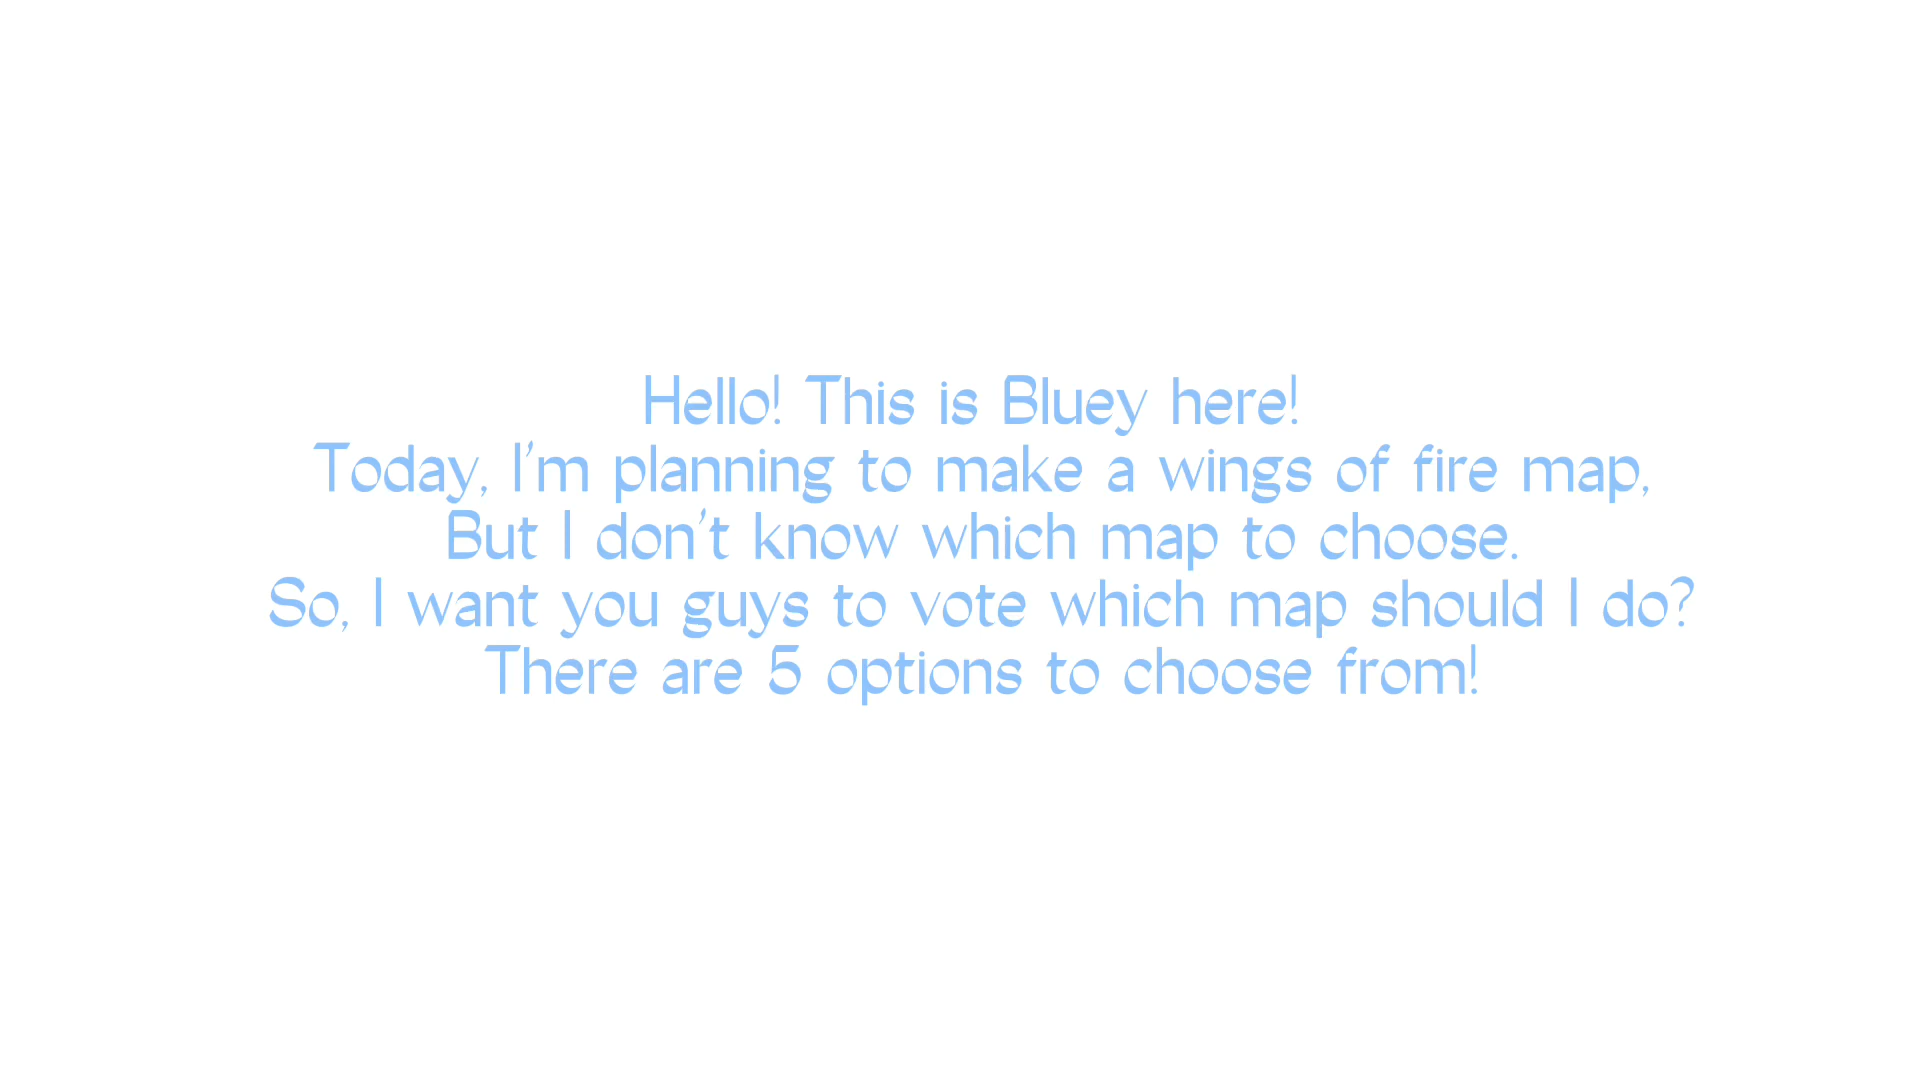 Hello! This is Bluey here!
Today, I'm planning to make a wings of fire map,
But I don't know which map to choose.
So, I want you guys to vote which map should I do?
There are 5 options to choose from!